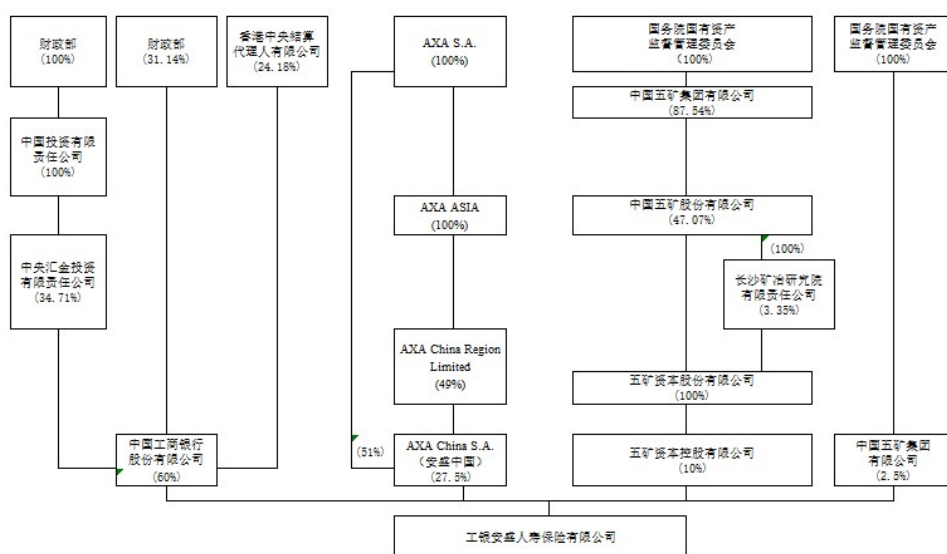 财政部
(100%)
财政部
(31.14%)
香港中央结算
代理人有限公司
(24.18%)
AXA S.A.
(100%)
国务院国有资产
监督管理委员会
(100%)
国务院国有资产
监督管理委员会
(100%)
中国五矿集团有限公司
(87.54%)
中国投资有限
责任公司
(100%)
AXA ASIA
(100%)
中国五矿股份有限公司
(47.07%)
(100%)
中央汇金投资
有限责任公司
(34.71%)
长沙矿冶研究院
有限责任公司
(3.35%)
AXA China Region
Limited
(49%)
五矿资本股份有限公司
(100%)
中国工商银行
股份有限公司
(60%)
(51%)
AXA China S.A.
（安盛中国）
(27.5%)
五矿资本控股有限公司
(10%)
中国五矿集团
有限公司
(2.5%)
工银安盛人寿保险有限公司